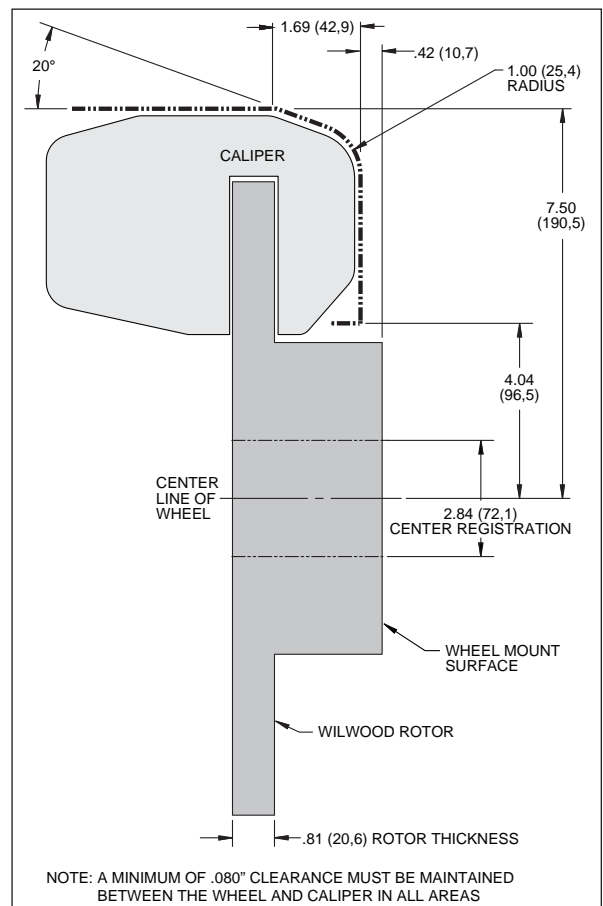 1.69 (42,9)
.42 (10,7)
20°
1.00 (25,4)
RADIUS
CALIPER
7.50
(190,5)
4.04
(96,5)
CENTER
LINE OF
WHEEL
2.84 (72,1)
CENTER REGISTRATION
WHEEL MOUNT
SURFACE
WILWOOD ROTOR
.81 (20,6) ROTOR THICKNESS
NOTE: A MINIMUM OF .080" CLEARANCE MUST BE MAINTAINED
BETWEEN THE WHEEL AND CALIPER IN ALL AREAS